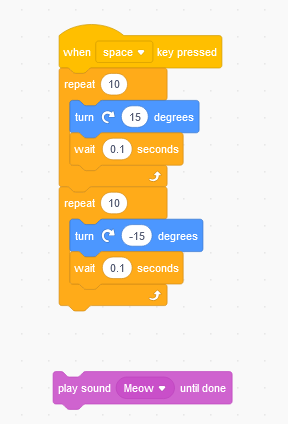 when space key pressed
repeat 10
turn 15 degrees
wait 0.1 seconds
repeat 10
turn -15 degrees
wait 0.1 seconds
play sound Meow until done